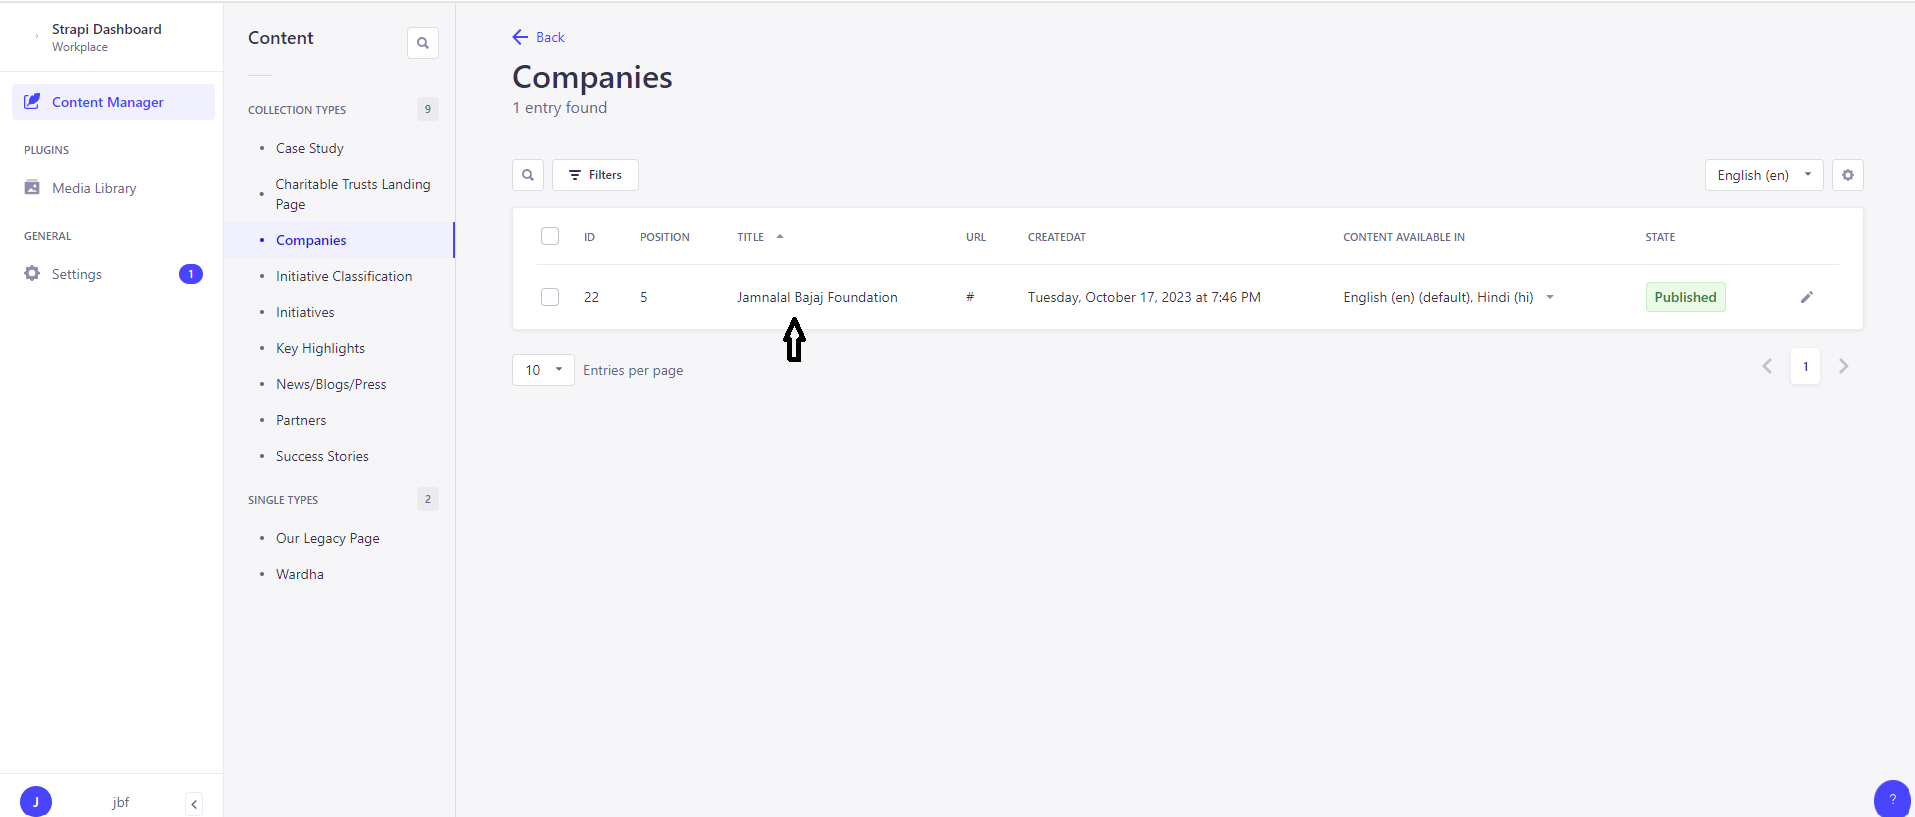 Strapi Dashboard
Workplace
Content Manager
PLUGINS
Media Library
GENERAL
Settings
1
J
jbf
Content
COLLECTION TYPES
9
Case Study
Charitable Trusts Landing
Page
Companies
Initiative Classification
Initiatives
Key Highlights
News/Blogs/Press
Partners
Success Stories
SINGLE TYPES
2
Our Legacy Page
Wardha
Back
Companies
1 entry found
Filters
English (en)
ID POSITION TITLE URL CREATEDAT CONTENT AVAILABLE IN STATE
22 5 Jamnalal Bajaj Foundation # Tuesday, October 17, 2023 at 7:46 PM English (en) (default), Hindi (hi) Published
10 Entries per page
1
?